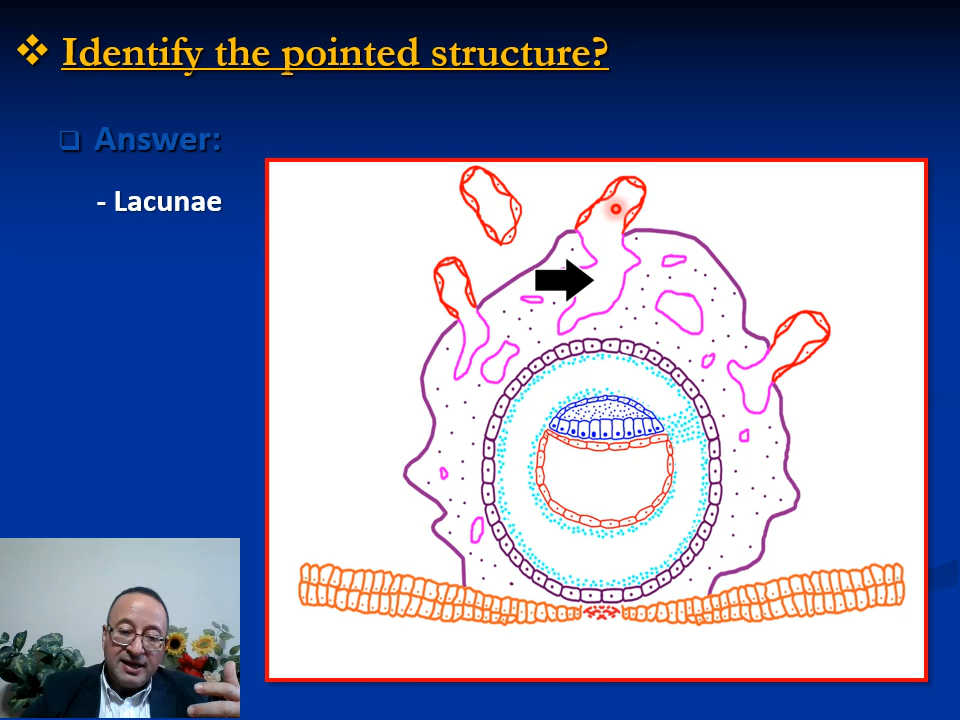 Identify the pointed structure?
Answer:
- Lacunae